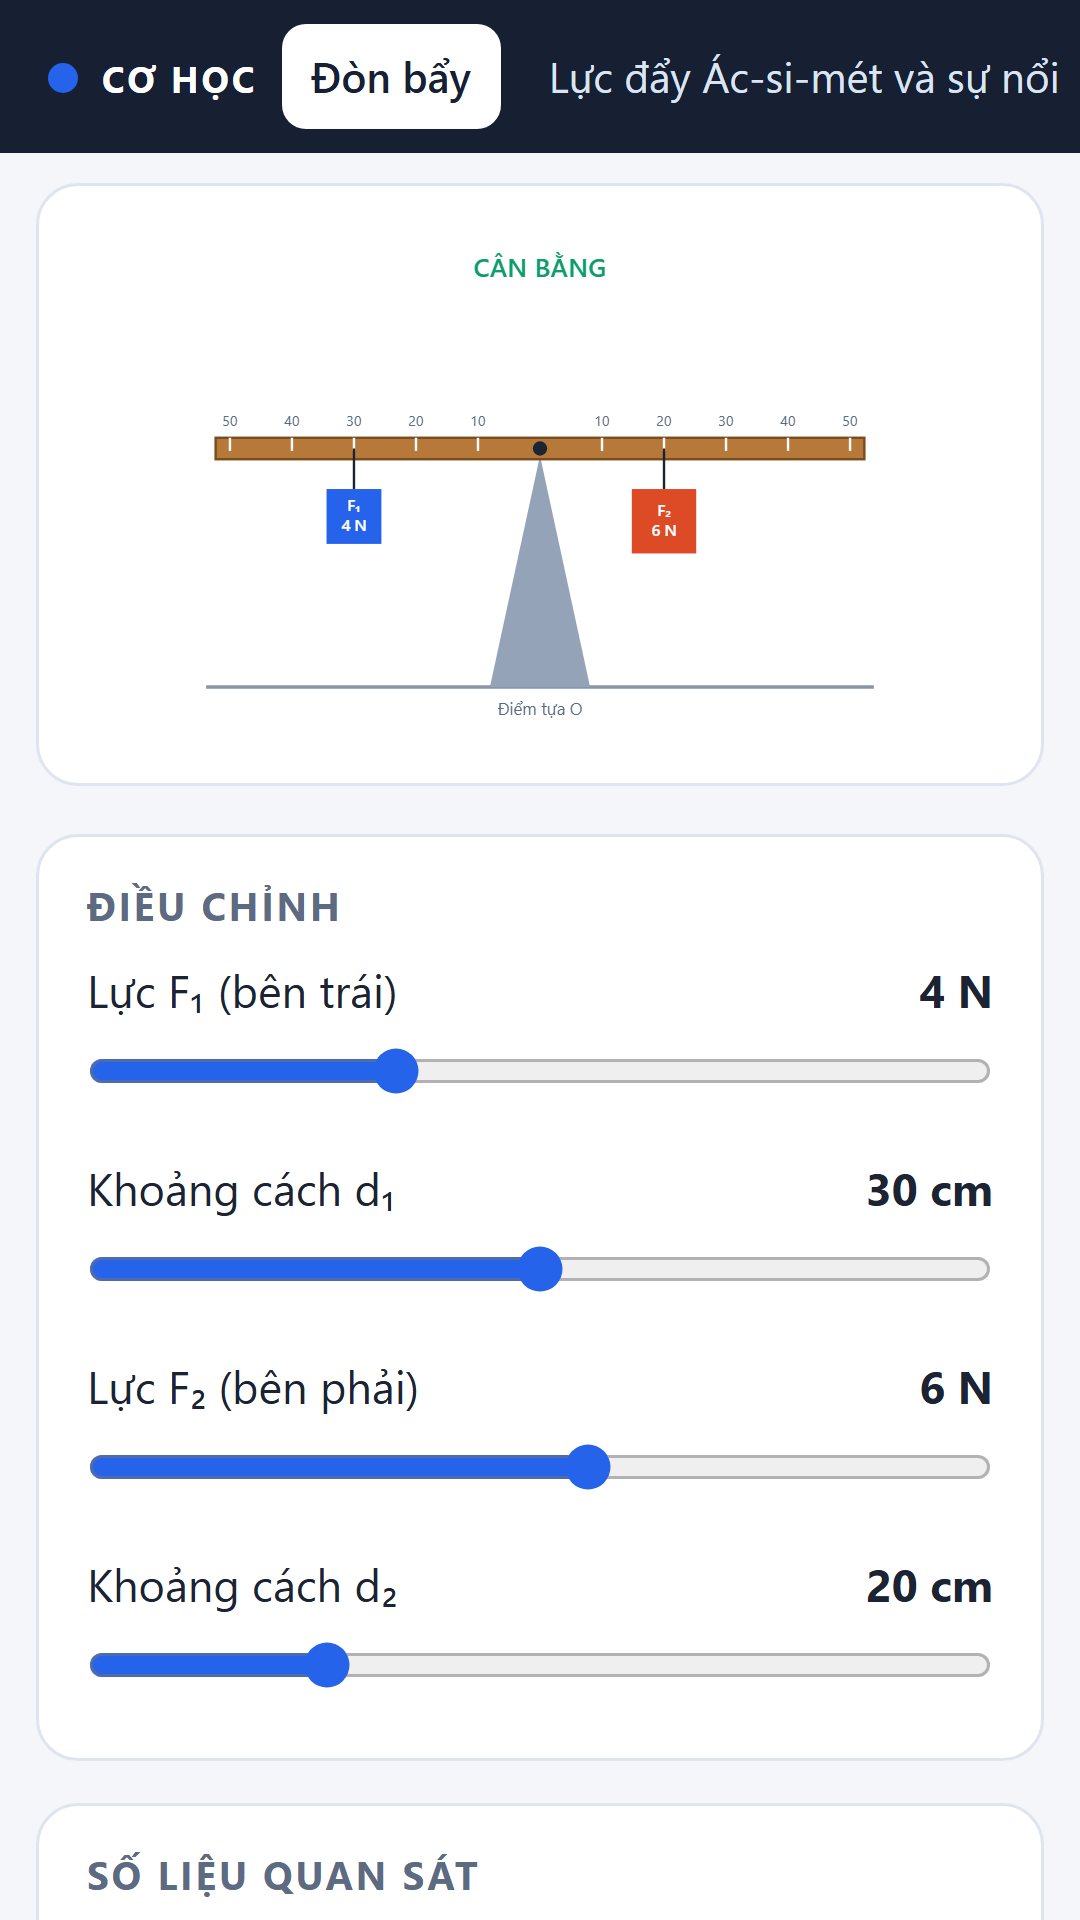 CƠ HỌC Đòn bẩy Lực đẩy Ác-si-mét và sự nổi
CÂN BẰNG
50 40 30 20 10 10 20 30 40 50
F₁
4 N
F₂
6 N
Điểm tựa O
ĐIỀU CHỈNH
Lực F₁ (bên trái) 4 N
Khoảng cách d₁ 30 cm
Lực F₂ (bên phải) 6 N
Khoảng cách d₂ 20 cm
SỐ LIỆU QUAN SÁT